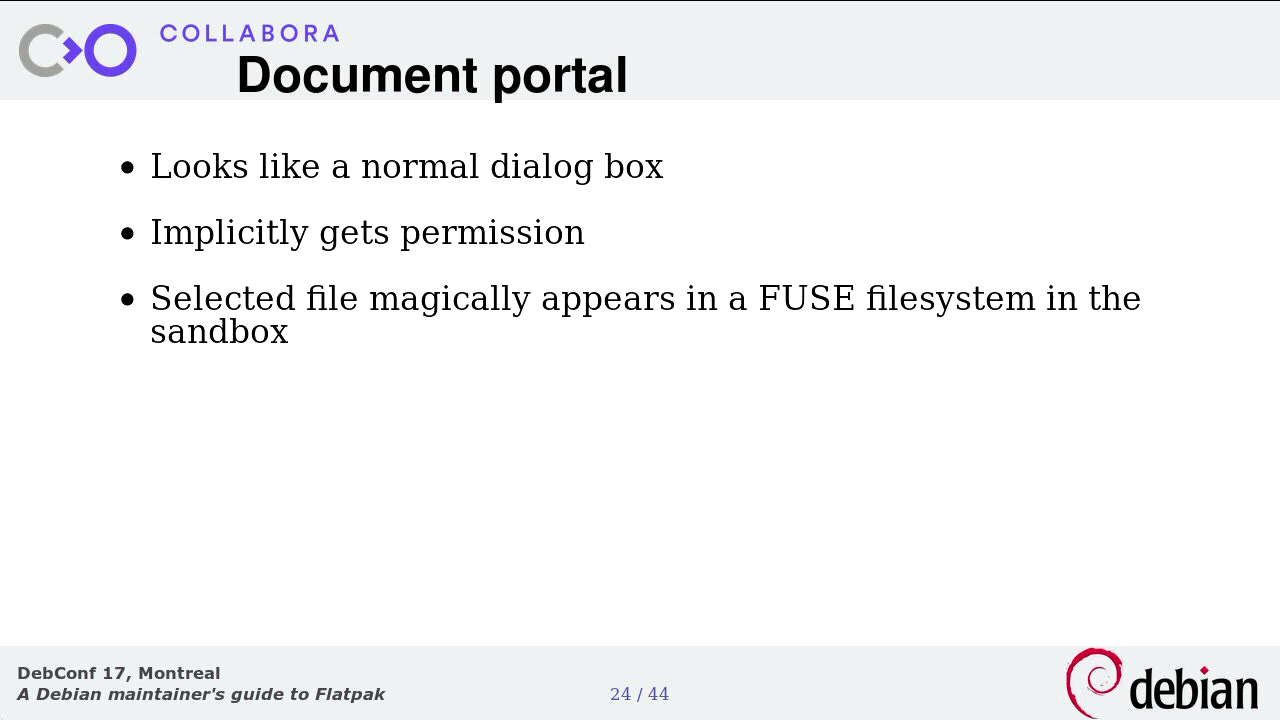 COLLABORA
Document portal
• Looks like a normal dialog box
• Implicitly gets permission
• Selected file magically appears in a FUSE filesystem in the
sandbox
DebConf 17, Montreal
A Debian maintainer's guide to Flatpak
24 / 44
debian